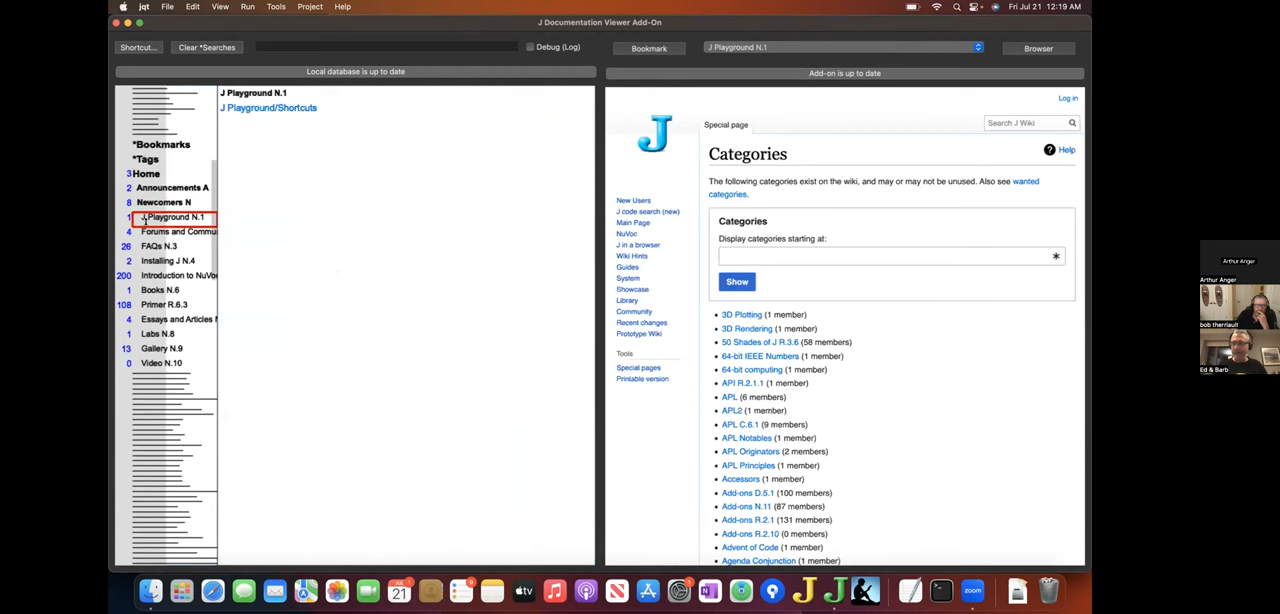 jqt File Edit View Run Tools Project Help
Fri Jul 21 12:19 AM
J Documentation Viewer Add-On
Shortcut... Clear *Searches Debug (Log) Bookmark J Playground N.1 Browser
Local database is up to date
Add-on is up to date
*Bookmarks
*Tags
3 Home
2 Announcements A
8 Newcomers N
1 J Playground N.1
4 Forums and Commu
26 FAQs N.3
2 Installing J N.4
200 Introduction to NuVoc
1 Books N.6
108 Primer R.6.3
4 Essays and Articles N
1 Labs N.8
13 Gallery N.9
0 Video N.10
J Playground N.1
J Playground/Shortcuts
Log in
J
Special page
Search J Wiki
Categories
Help
The following categories exist on the wiki, and may or may not be unused. Also see wanted
categories.
New Users
J code search (new)
Main Page
NuVoc
J in a browser
Wiki Hints
Guides
System
Showcase
Library
Community
Recent changes
Prototype Wiki
Tools
Special pages
Printable version
Categories
Display categories starting at:
Show
• 3D Plotting (1 member)
• 3D Rendering (1 member)
• 50 Shades of J R.3.6 (58 members)
• 64-bit IEEE Numbers (1 member)
• 64-bit computing (1 member)
• API R.2.1.1 (1 member)
• APL (6 members)
• APL2 (1 member)
• APL C.6.1 (9 members)
• APL Notables (1 member)
• APL Originators (2 members)
• APL Principles (1 member)
• Accessors (1 member)
• Add-ons D.5.1 (100 members)
• Add-ons N.11 (87 members)
• Add-ons R.2.1 (131 members)
• Add-ons R.2.10 (0 members)
• Advent of Code (1 member)
• Agenda Conjunction (1 member)
Arthur Anger
Arthur Anger
bob therriault
Ed & Barb
JUL
21
1
9
tv
1
N
J
J
zoom